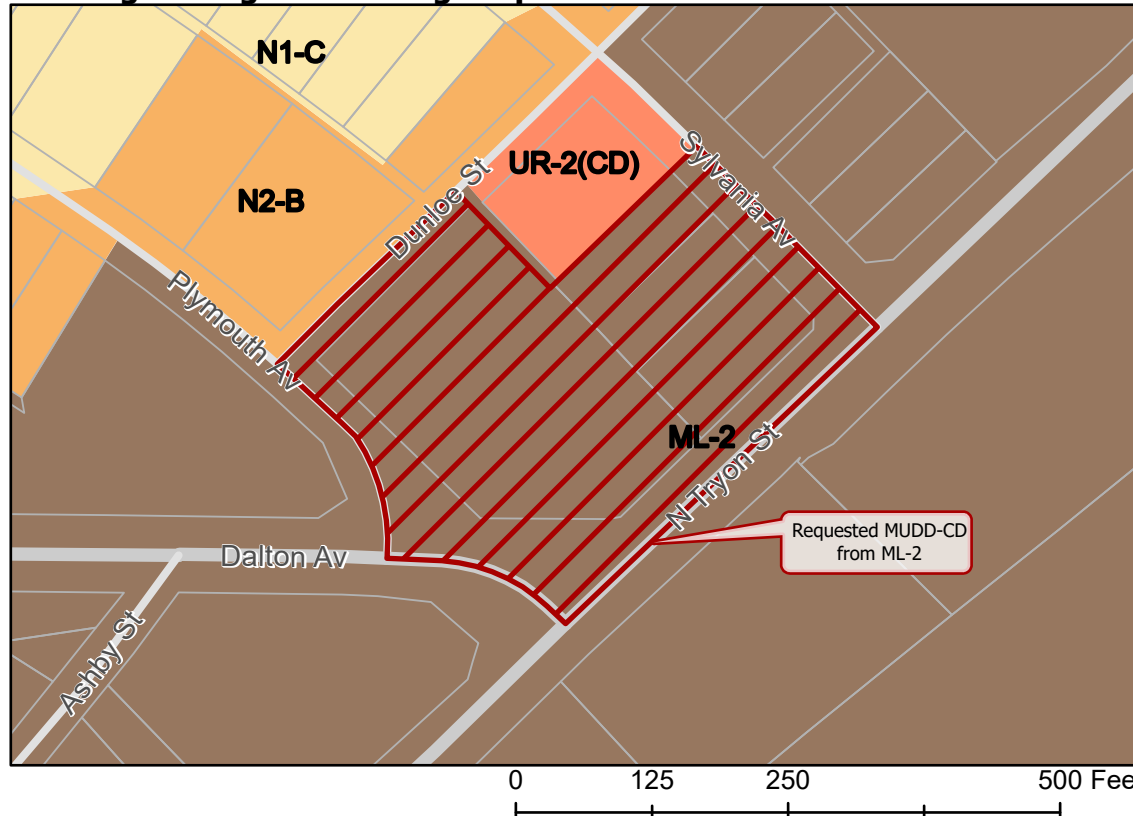 N1-C
UR-2(CD)
Sylvania Av
N2-B
Dunloe St
Plymouth Av
ML-2
N Tryon St
Requested MUDD-CD
from ML-2
Dalton Av
Ashby St
0 125 250 500 Fee